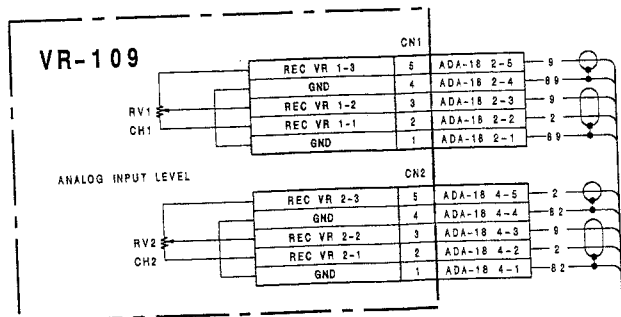 VR-109
CN1
REC VR 1-3 5 ADA-18 2-5 9
GND 4 ADA-18 2-4 89
RV1 REC VR 1-2 3 ADA-18 2-3 9
CH1 REC VR 1-1 2 ADA-18 2-2 2
GND 1 ADA-18 2-1 89
ANALOG INPUT LEVEL
CN2
REC VR 2-3 5 ADA-18 4-5 2
GND 4 ADA-18 4-4 82
RV2 REC VR 2-2 3 ADA-18 4-3 9
CH2 REC VR 2-1 2 ADA-18 4-2 2
GND 1 ADA-18 4-1 82